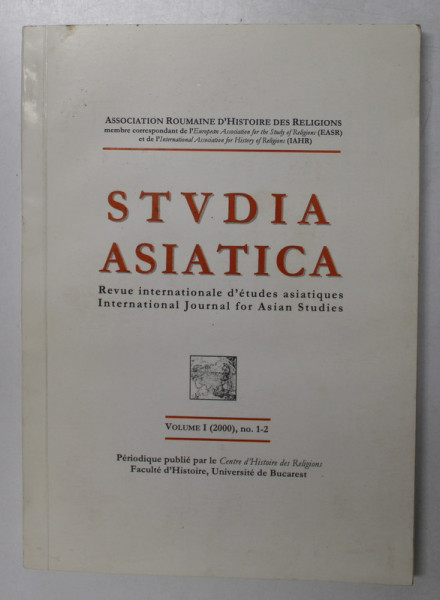 ASSOCIATION ROUMAINE D'HISTOIRE DES RELIGIONS
membre correspondant de l'European Association for the Study of Religions (EASR)
et de l'International Association for History of Religions (IAHR)
STVDIA
ASIATICA
Revue internationale d'études asiatiques
International Journal for Asian Studies
VOLUME I (2000), no. 1-2
Périodique publié par le Centre d'Histoire des Religions
Faculté d'Histoire, Université de Bucarest